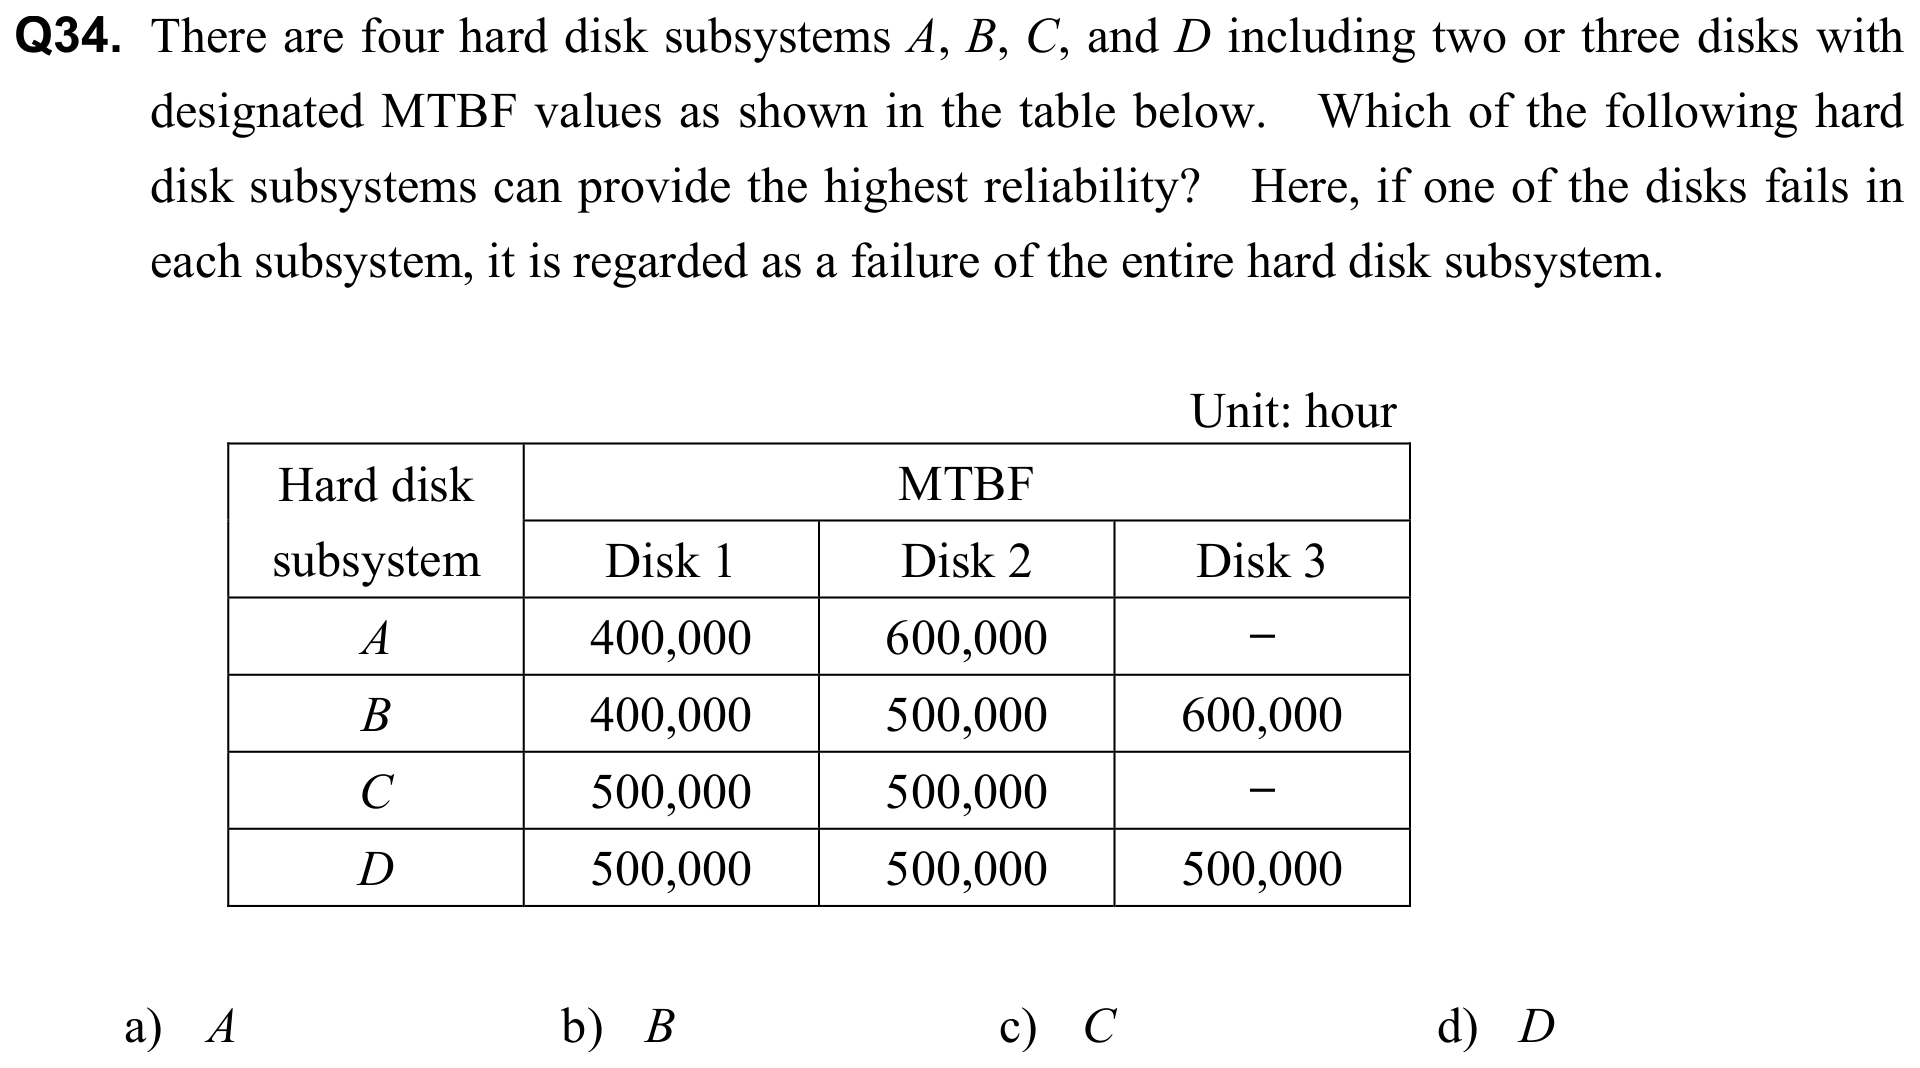 Q34. There are four hard disk subsystems A, B, C, and D including two or three disks with
designated MTBF values as shown in the table below. Which of the following hard
disk subsystems can provide the highest reliability? Here, if one of the disks fails in
each subsystem, it is regarded as a failure of the entire hard disk subsystem.
Unit: hour
Hard disk subsystem MTBF
Disk 1 Disk 2 Disk 3
A 400,000 600,000 –
B 400,000 500,000 600,000
C 500,000 500,000 –
D 500,000 500,000 500,000
a) A b) B c) C d) D